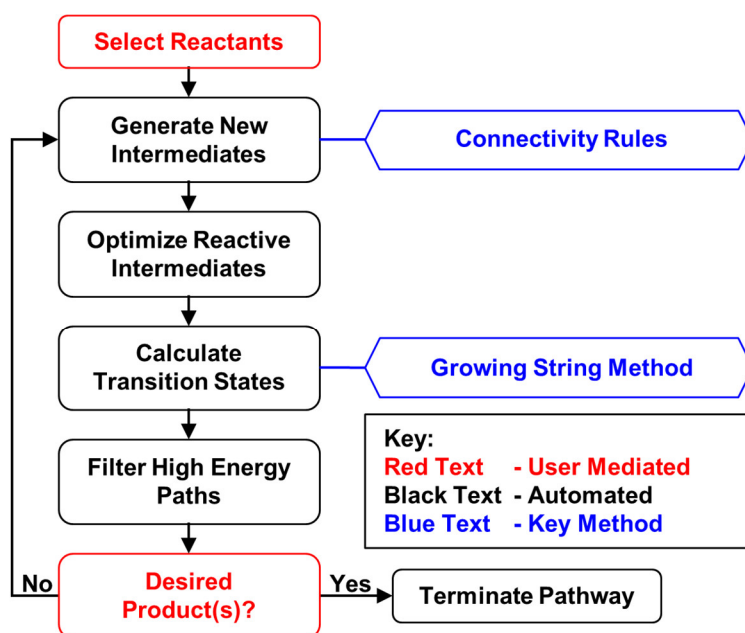 Select Reactants
Generate New
Intermediates
Connectivity Rules
Optimize Reactive
Intermediates
Calculate
Transition States
Growing String Method
Filter High Energy
Paths
Key:
Red Text - User Mediated
Black Text - Automated
Blue Text - Key Method
No
Desired
Product(s)?
Yes
Terminate Pathway